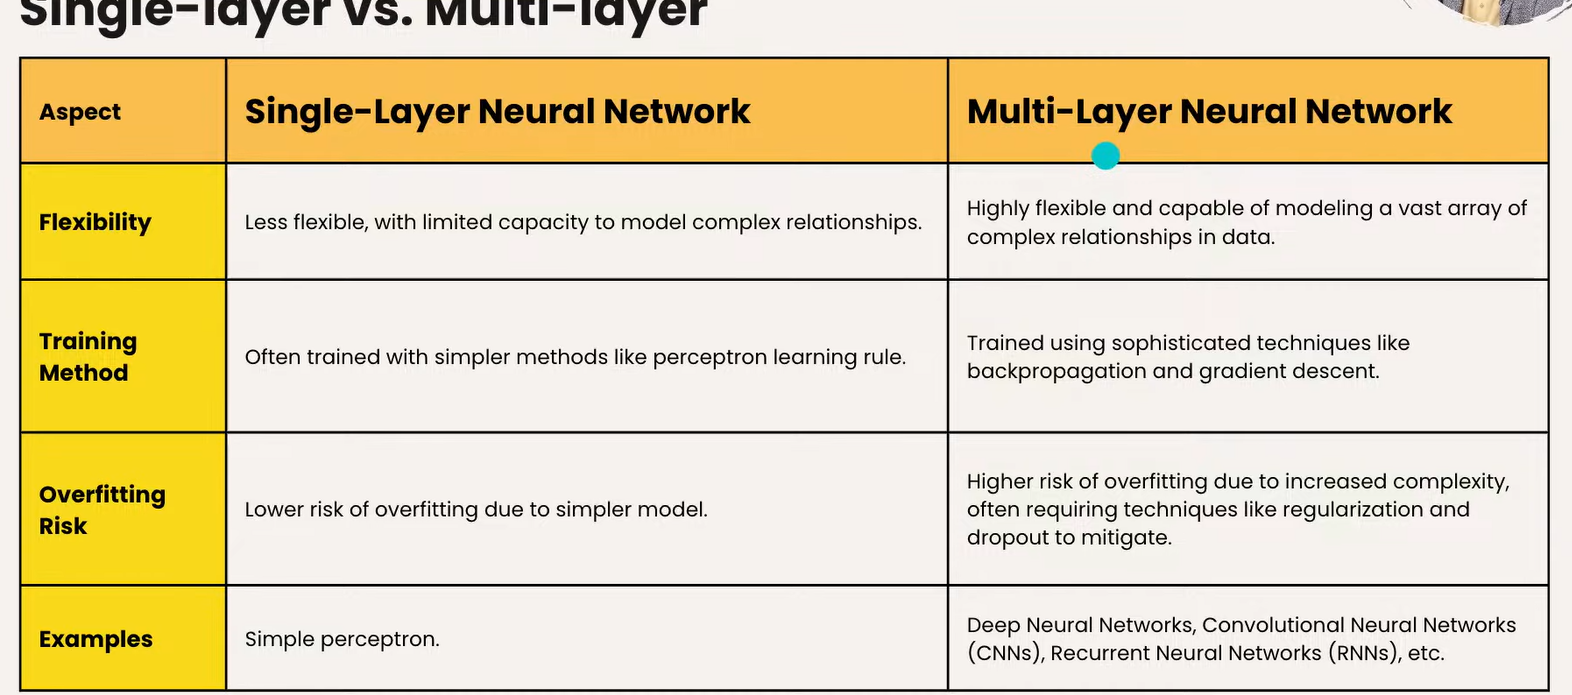 Single-layer vs. Multi-layer
Aspect
Single-Layer Neural Network
Multi-Layer Neural Network
Flexibility
Less flexible, with limited capacity to model complex relationships.
Highly flexible and capable of modeling a vast array of
complex relationships in data.
Training
Method
Often trained with simpler methods like perceptron learning rule.
Trained using sophisticated techniques like
backpropagation and gradient descent.
Overfitting
Risk
Lower risk of overfitting due to simpler model.
Higher risk of overfitting due to increased complexity,
often requiring techniques like regularization and
dropout to mitigate.
Examples
Simple perceptron.
Deep Neural Networks, Convolutional Neural Networks
(CNNs), Recurrent Neural Networks (RNNs), etc.